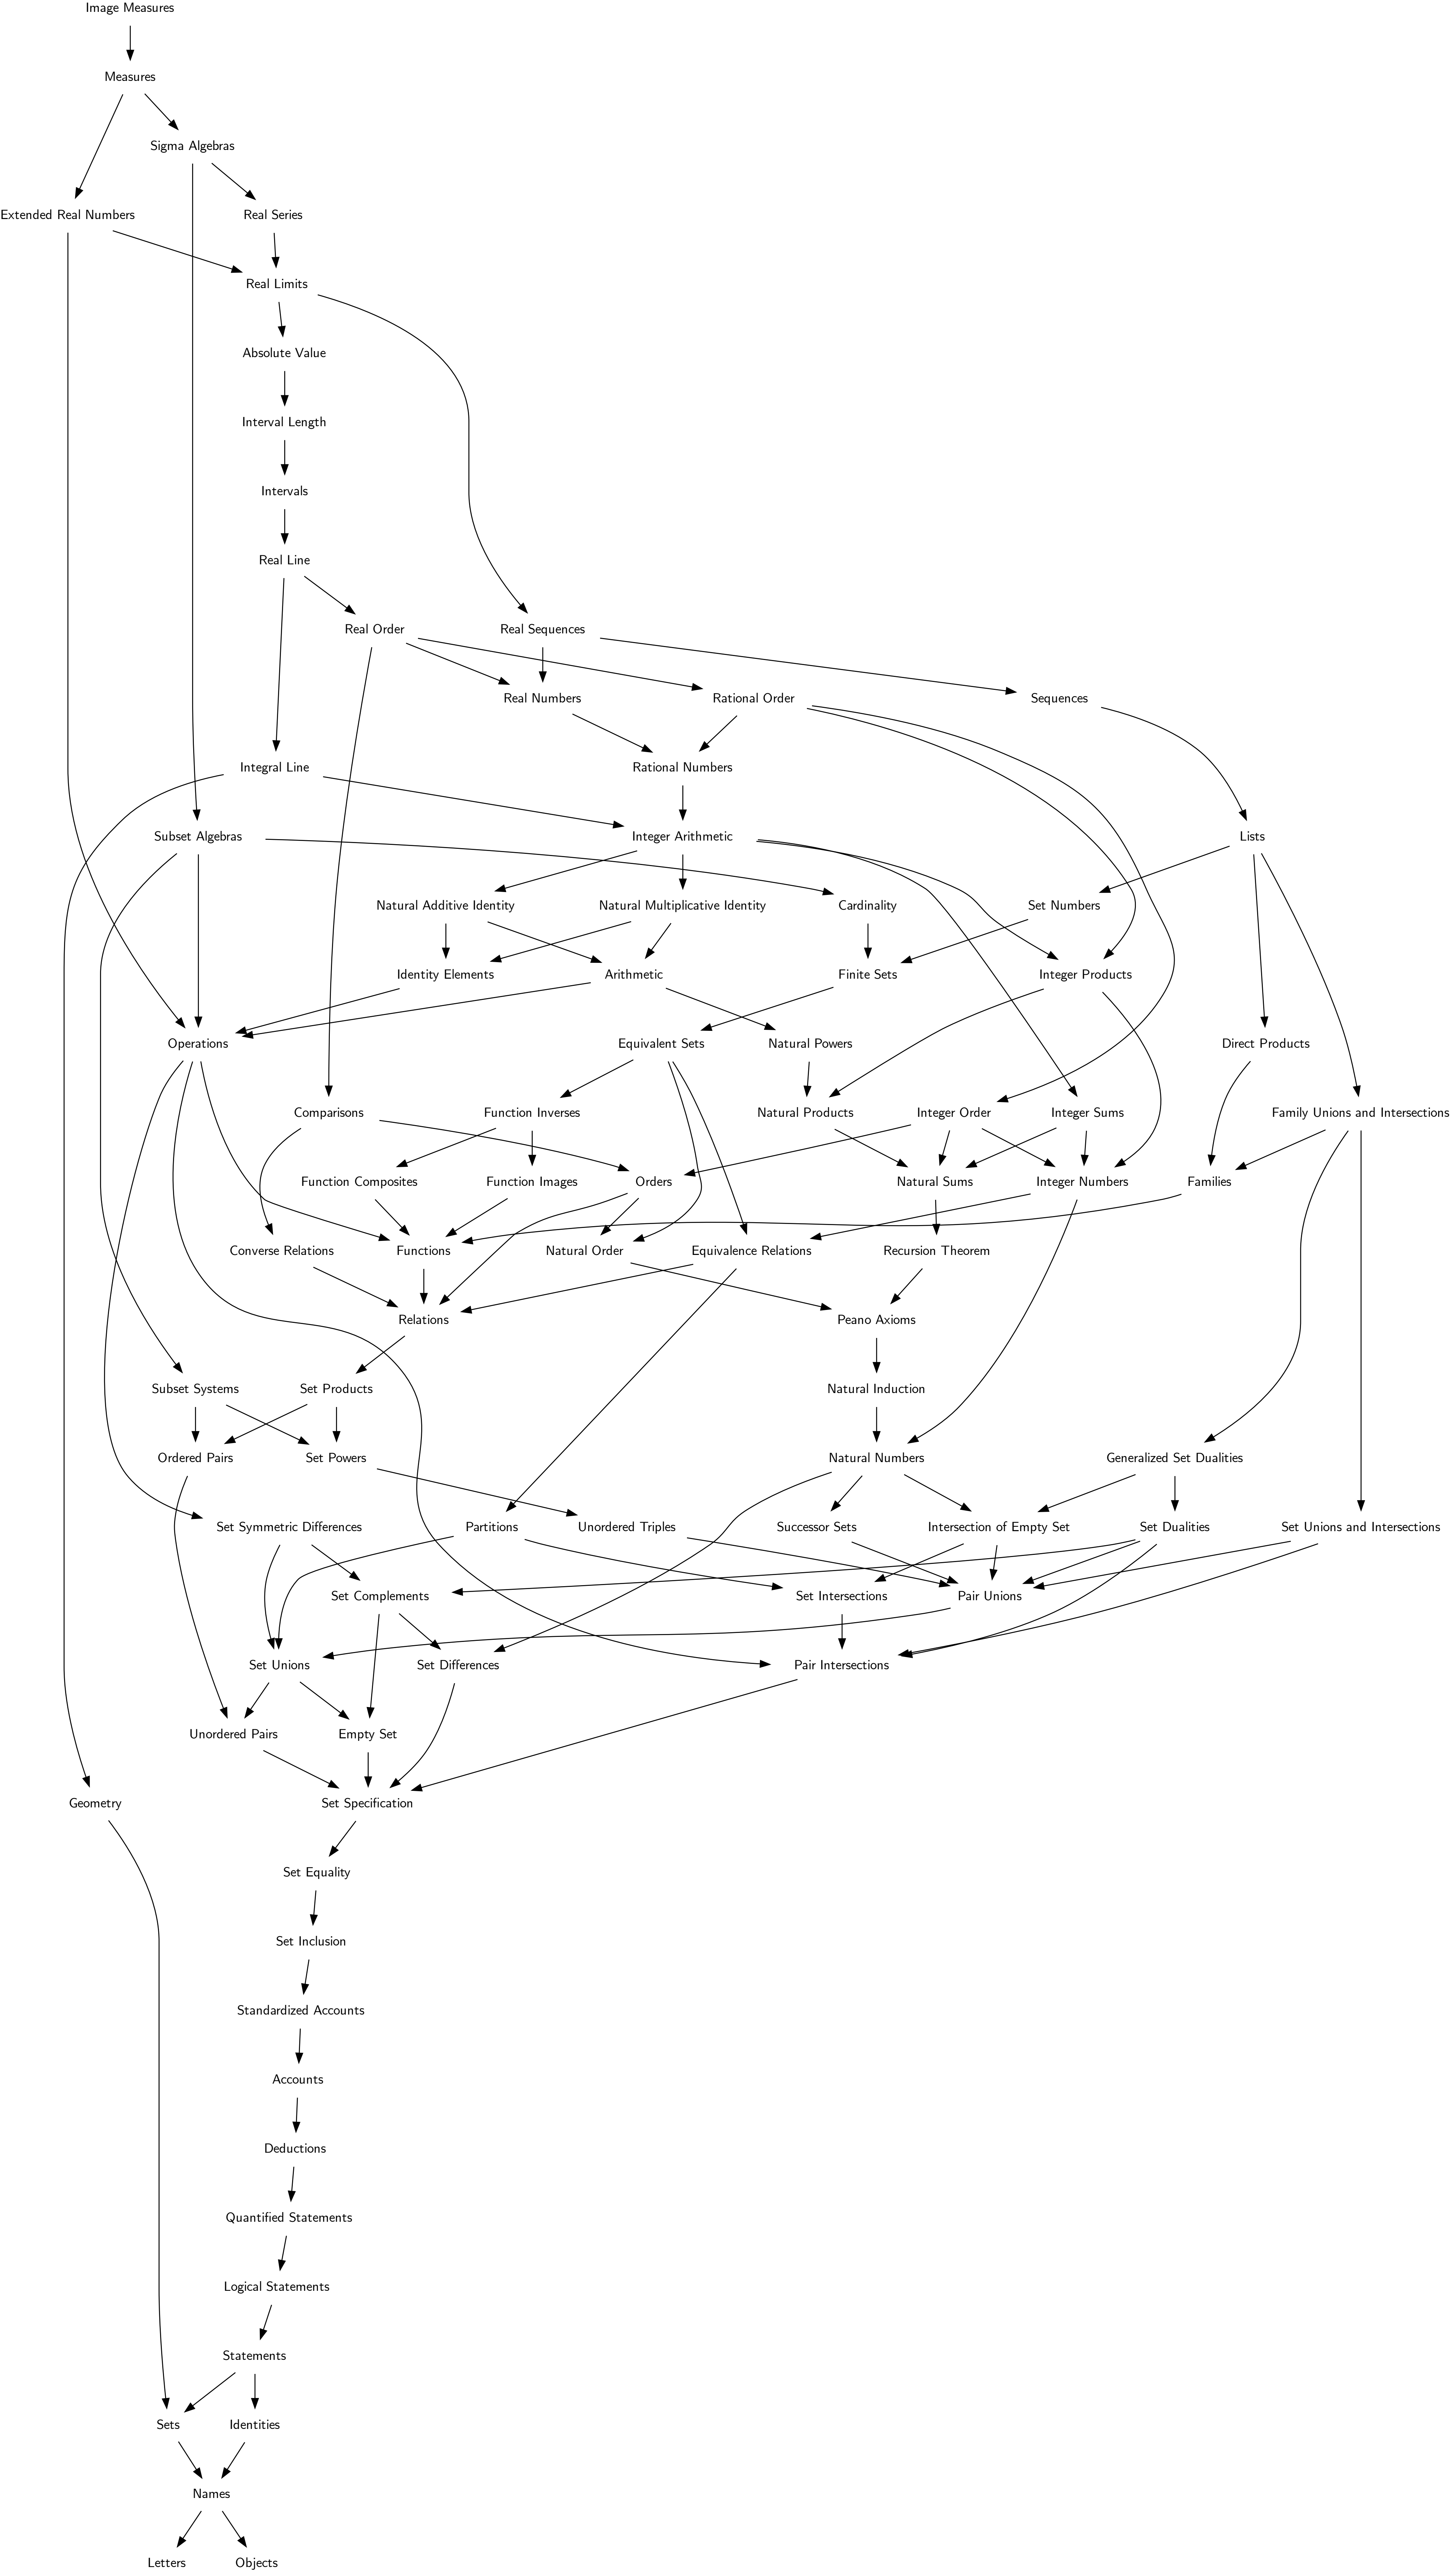 Image Measures
Measures
Sigma Algebras
Extended Real Numbers
Real Series
Real Limits
Absolute Value
Interval Length
Intervals
Real Line
Real Order
Real Sequences
Real Numbers
Rational Order
Sequences
Integral Line
Rational Numbers
Subset Algebras
Integer Arithmetic
Lists
Natural Additive Identity
Natural Multiplicative Identity
Cardinality
Set Numbers
Identity Elements
Arithmetic
Finite Sets
Integer Products
Operations
Equivalent Sets
Natural Powers
Direct Products
Comparisons
Function Inverses
Natural Products
Integer Order
Integer Sums
Family Unions and Intersections
Function Composites
Function Images
Orders
Natural Sums
Integer Numbers
Families
Converse Relations
Functions
Natural Order
Equivalence Relations
Recursion Theorem
Relations
Peano Axioms
Subset Systems
Set Products
Natural Induction
Ordered Pairs
Set Powers
Natural Numbers
Generalized Set Dualities
Set Symmetric Differences
Partitions
Unordered Triples
Successor Sets
Intersection of Empty Set
Set Dualities
Set Unions and Intersections
Set Complements
Set Intersections
Pair Unions
Set Unions
Set Differences
Pair Intersections
Unordered Pairs
Empty Set
Geometry
Set Specification
Set Equality
Set Inclusion
Standardized Accounts
Accounts
Deductions
Quantified Statements
Logical Statements
Statements
Sets
Identities
Names
Letters
Objects